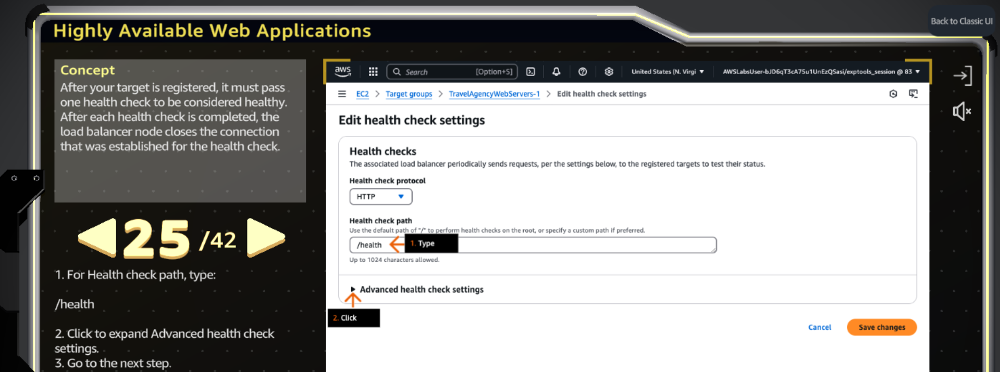 Back to Classic UI
Highly Available Web Applications
Concept
After your target is registered, it must pass
one health check to be considered healthy.
After each health check is completed, the
load balancer node closes the connection
that was established for the health check.
25 /42
1. For Health check path, type:
/health
2. Click to expand Advanced health check
settings.
3. Go to the next step.
aws
Search [Option+S]
United States (N. Virgi
AWSLabsUser-bJD6qT3cA75u1UnEzQSasi/exptools_session @ 83
EC2 > Target groups > TravelAgencyWebServers-1 > Edit health check settings
Edit health check settings
Health checks
The associated load balancer periodically sends requests, per the settings below, to the registered targets to test their status.
Health check protocol
HTTP
Health check path
Use the default path of "/" to perform health checks on the root, or specify a custom path if preferred.
/health
1. Type
Up to 1024 characters allowed.
Advanced health check settings
2. Click
Cancel
Save changes